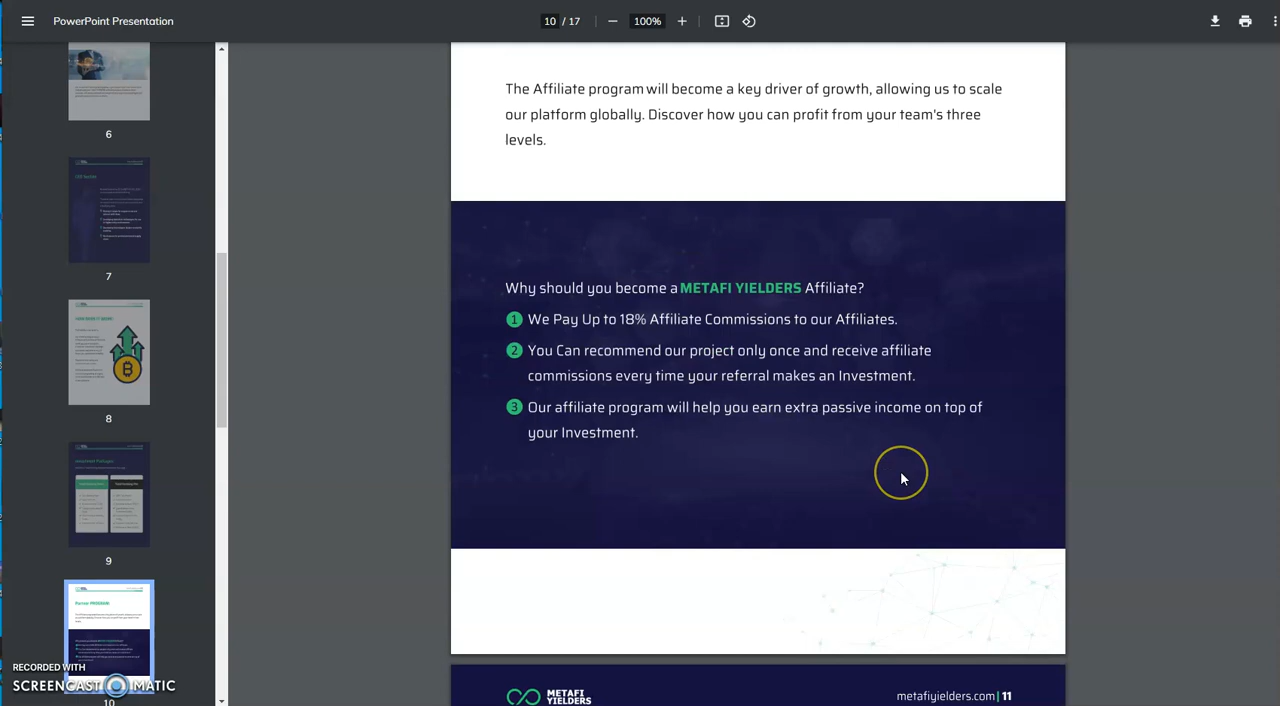 PowerPoint Presentation
10 / 17
100%
6
7
8
9
10
The Affiliate program will become a key driver of growth, allowing us to scale
our platform globally. Discover how you can profit from your team's three
levels.
Why should you become a METAFI YIELDERS Affiliate?
1 We Pay Up to 18% Affiliate Commissions to our Affiliates.
2 You Can recommend our project only once and receive affiliate
commissions every time your referral makes an Investment.
3 Our affiliate program will help you earn extra passive income on top of
your Investment.
METAFI
YIELDERS
metafiyielders.com | 11
RECORDED WITH
SCREENCAST MATIC